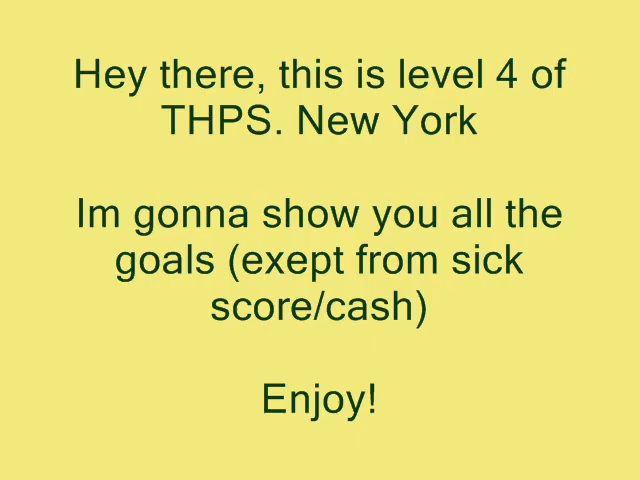 Hey there, this is level 4 of
THPS. New York
Im gonna show you all the
goals (exept from sick
score/cash)
Enjoy!